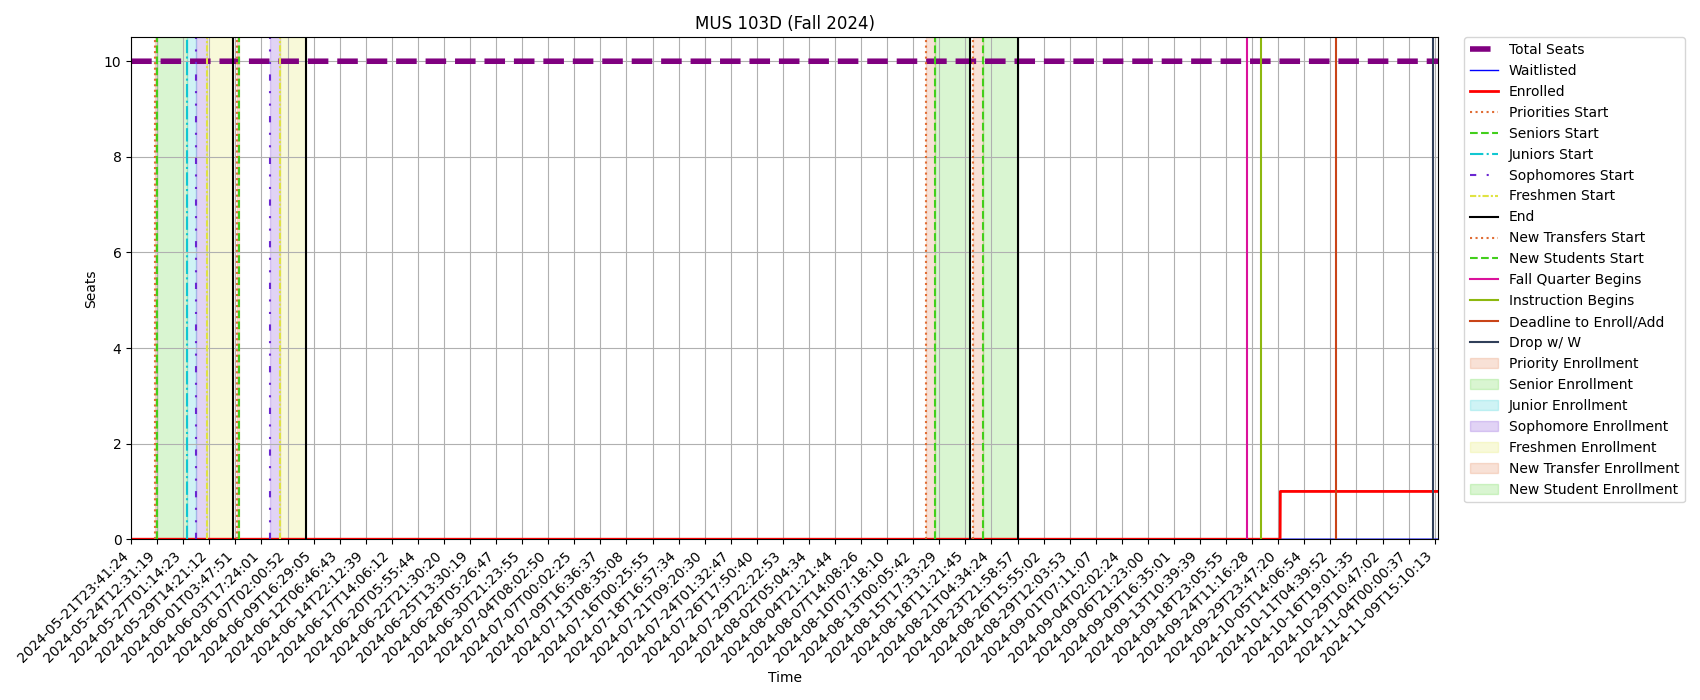 MUS 103D (Fall 2024)
Seats
10
8
6
4
2
0
2024-05-21T23:41:24
2024-05-24T12:31:19
2024-05-27T01:14:23
2024-05-29T14:21:12
2024-06-01T03:47:51
2024-06-03T17:24:01
2024-06-07T02:00:52
2024-06-09T16:29:05
2024-06-12T06:46:43
2024-06-14T22:12:39
2024-06-17T14:06:12
2024-06-20T05:55:44
2024-06-22T21:30:20
2024-06-25T13:30:19
2024-06-28T05:26:47
2024-06-30T21:23:55
2024-07-04T08:02:50
2024-07-07T00:02:25
2024-07-09T16:36:37
2024-07-13T08:35:08
2024-07-16T00:25:55
2024-07-18T16:57:34
2024-07-21T09:20:30
2024-07-24T01:32:47
2024-07-26T17:50:40
2024-07-29T22:22:53
2024-08-02T05:04:34
2024-08-04T21:21:44
2024-08-07T14:08:26
2024-08-10T07:18:10
2024-08-13T00:05:42
2024-08-15T17:33:29
2024-08-18T11:21:45
2024-08-21T04:34:24
2024-08-23T21:58:57
2024-08-26T15:55:02
2024-08-29T12:03:53
2024-09-01T07:11:07
2024-09-04T02:02:24
2024-09-06T21:23:00
2024-09-09T16:35:01
2024-09-13T10:39:39
2024-09-18T23:05:55
2024-09-24T11:16:28
2024-09-29T23:47:20
2024-10-05T14:06:54
2024-10-11T04:39:52
2024-10-16T19:01:35
2024-10-29T10:47:02
2024-11-04T00:00:37
2024-11-09T15:10:13
Time
Total Seats
Waitlisted
Enrolled
Priorities Start
Seniors Start
Juniors Start
Sophomores Start
Freshmen Start
End
New Transfers Start
New Students Start
Fall Quarter Begins
Instruction Begins
Deadline to Enroll/Add
Drop w/ W
Priority Enrollment
Senior Enrollment
Junior Enrollment
Sophomore Enrollment
Freshmen Enrollment
New Transfer Enrollment
New Student Enrollment